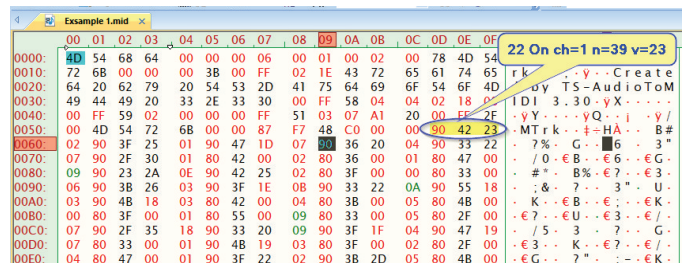 Exsample 1.mid ×
00 01 02 03 04 05 06 07 08 09 0A 0B 0C 0D 0E 0F
22 On ch=1 n=39 v=23
0000: 4D 54 68 64 00 00 00 06 00 01 00 02 00 78 4D 54
0010: 72 6B 00 00 00 3B 00 FF 02 1E 43 72 65 61 74 65 rk...;.ÿ..Create
0020: 64 20 62 79 20 54 53 2D 41 75 64 69 6F 54 6F 4D d by TS-AudioToM
0030: 49 44 49 20 33 2E 33 30 00 FF 58 04 04 02 18 08 IDI 3.30.ÿX.....
0040: 00 FF 59 02 00 00 00 FF 51 03 07 A1 20 00 FF 2F .ÿY....ÿQ..¡ .ÿ/
0050: 00 4D 54 72 6B 00 00 87 F7 48 C0 00 00 90 42 23 .MTrk..‡÷HÀ..B#
0060: 02 90 3F 25 01 90 47 1D 07 90 36 20 04 90 33 22 ?%.G..6 .3"
0070: 07 90 2F 30 01 80 42 00 02 80 36 00 01 80 47 00 ./0.€B.€6..€G.
0080: 09 90 23 2A 0E 90 42 25 02 80 3F 00 00 80 33 00 #*.B%.€?..€3.
0090: 06 90 3B 26 03 90 3F 1E 0B 90 33 22 0A 90 55 18 .;&.?..3".U.
00A0: 03 90 4B 18 03 80 42 00 04 80 3B 00 05 80 4B 00 .K..€B.€;..€K.
00B0: 00 80 3F 00 01 80 55 00 09 80 33 00 05 80 2F 00 .€?..€U.€3..€/.
00C0: 07 90 2F 35 18 90 33 20 09 90 3F 1F 04 90 47 19 ./5.3 .?..G.
00D0: 07 80 33 00 01 90 4B 19 03 80 3F 00 02 80 2F 00 .€3..K..€?..€/.
00E0: 04 80 47 00 01 90 3F 22 02 90 3B 2D 05 80 4B 00 .€G..?".;-.€K.